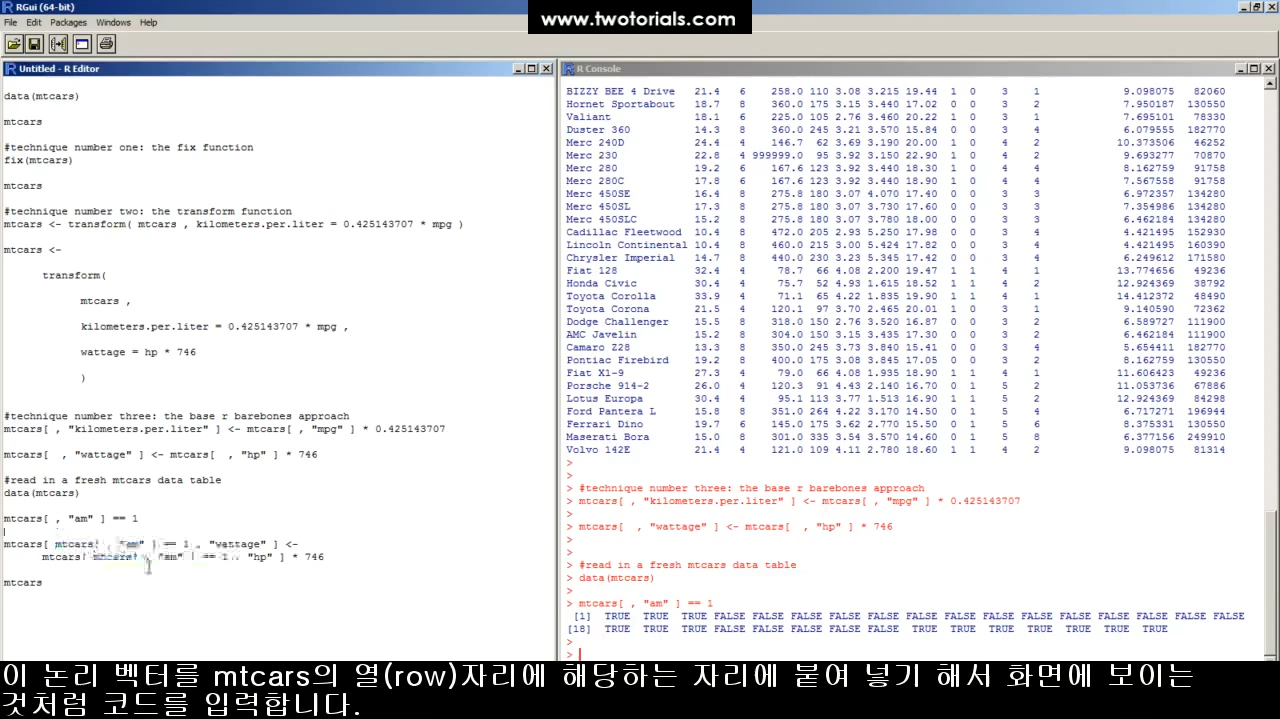 RGui (64-bit)
www.twotorials.com
File Edit Packages Windows Help
Untitled - R Editor
data(mtcars)
mtcars
#technique number one: the fix function
fix(mtcars)
mtcars
#technique number two: the transform function
mtcars <- transform( mtcars , kilometers.per.liter = 0.425143707 * mpg )
mtcars <-
transform(
mtcars ,
kilometers.per.liter = 0.425143707 * mpg ,
wattage = hp * 746
)
#technique number three: the base r barebones approach
mtcars[ , "kilometers.per.liter" ] <- mtcars[ , "mpg" ] * 0.425143707
mtcars[ , "wattage" ] <- mtcars[ , "hp" ] * 746
#read in a fresh mtcars data table
data(mtcars)
mtcars[ , "am" ] == 1
mtcars[ mtcars[ , "am" ] == 1 , "wattage" ] <-
mtcars[ mtcars[ , "am" ] == 1 , "hp" ] * 746
mtcars
R Console
BIZZY BEE 4 Drive 21.4 6 258.0 110 3.08 3.215 19.44 1 0 3 1 9.098075 82060
Hornet Sportabout 18.7 8 360.0 175 3.15 3.440 17.02 0 0 3 2 7.950187 130550
Valiant 18.1 6 225.0 105 2.76 3.460 20.22 1 0 3 1 7.695101 78330
Duster 360 14.3 8 360.0 245 3.21 3.570 15.84 0 0 3 4 6.079555 182770
Merc 240D 24.4 4 146.7 62 3.69 3.190 20.00 1 0 4 2 10.373506 46252
Merc 230 22.8 4 999999.0 95 3.92 3.150 22.90 1 0 4 2 9.693277 70870
Merc 280 19.2 6 167.6 123 3.92 3.440 18.30 1 0 4 4 8.162759 91758
Merc 280C 17.8 6 167.6 123 3.92 3.440 18.90 1 0 4 4 7.567558 91758
Merc 450SE 16.4 8 275.8 180 3.07 4.070 17.40 0 0 3 3 6.972357 134280
Merc 450SL 17.3 8 275.8 180 3.07 3.730 17.60 0 0 3 3 7.354986 134280
Merc 450SLC 15.2 8 275.8 180 3.07 3.780 18.00 0 0 3 3 6.462184 134280
Cadillac Fleetwood 10.4 8 472.0 205 2.93 5.250 17.98 0 0 3 4 4.421495 152930
Lincoln Continental 10.4 8 460.0 215 3.00 5.424 17.82 0 0 3 4 4.421495 160390
Chrysler Imperial 14.7 8 440.0 230 3.23 5.345 17.42 0 0 3 4 6.249612 171580
Fiat 128 32.4 4 78.7 66 4.08 2.200 19.47 1 1 4 1 13.774656 49236
Honda Civic 30.4 4 75.7 52 4.93 1.615 18.52 1 1 4 2 12.924369 38792
Toyota Corolla 33.9 4 71.1 65 4.22 1.835 19.90 1 1 4 1 14.412372 48490
Toyota Corona 21.5 4 120.1 97 3.70 2.465 20.01 1 0 3 1 9.140590 72362
Dodge Challenger 15.5 8 318.0 150 2.76 3.520 16.87 0 0 3 2 6.589727 111900
AMC Javelin 15.2 8 304.0 150 3.15 3.435 17.30 0 0 3 2 6.462184 111900
Camaro Z28 13.3 8 350.0 245 3.73 3.840 15.41 0 0 3 4 5.654411 182770
Pontiac Firebird 19.2 8 400.0 175 3.08 3.845 17.05 0 0 3 2 8.162759 130550
Fiat X1-9 27.3 4 79.0 66 4.08 1.935 18.90 1 1 4 1 11.606423 49236
Porsche 914-2 26.0 4 120.3 91 4.43 2.140 16.70 0 1 5 2 11.053736 67886
Lotus Europa 30.4 4 95.1 113 3.77 1.513 16.90 1 1 5 2 12.924369 84298
Ford Pantera L 15.8 8 351.0 264 4.22 3.170 14.50 0 1 5 4 6.717271 196944
Ferrari Dino 19.7 6 145.0 175 3.62 2.770 15.50 0 1 5 6 8.375331 130550
Maserati Bora 15.0 8 301.0 335 3.54 3.570 14.60 0 1 5 8 6.377156 249910
Volvo 142E 21.4 4 121.0 109 4.11 2.780 18.60 1 1 4 2 9.098075 81314
>
>
> #technique number three: the base r barebones approach
> mtcars[ , "kilometers.per.liter" ] <- mtcars[ , "mpg" ] * 0.425143707
>
> mtcars[ , "wattage" ] <- mtcars[ , "hp" ] * 746
>
>
> #read in a fresh mtcars data table
> data(mtcars)
>
> mtcars[ , "am" ] == 1
[1] TRUE TRUE TRUE FALSE FALSE FALSE FALSE FALSE FALSE FALSE FALSE FALSE FALSE FALSE FALSE FALSE FALSE
[18] TRUE TRUE TRUE FALSE FALSE FALSE FALSE FALSE TRUE TRUE TRUE TRUE TRUE TRUE TRUE
>
>
이 논리 벡터를 mtcars의 열(row)자리에 해당하는 자리에 붙여 넣기 해서 화면에 보이는
것처럼 코드를 입력합니다.